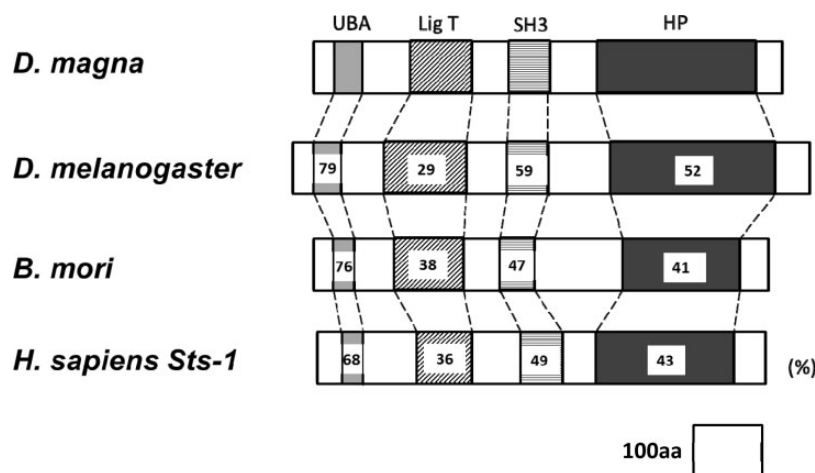 UBA Lig T SH3 HP
D. magna
D. melanogaster 79 29 59 52
B. mori 76 38 47 41
H. sapiens Sts-1 68 36 49 43 (%)
100aa